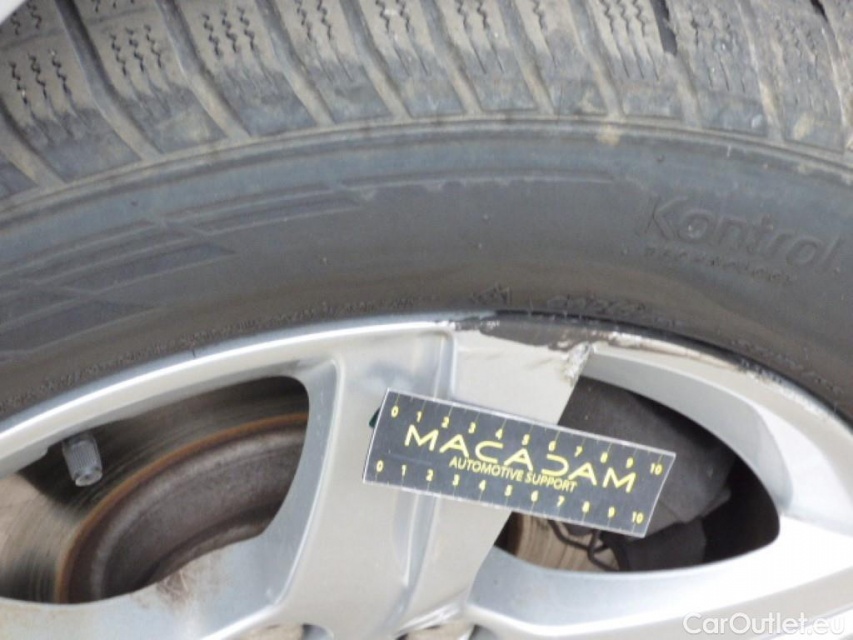 Kontrol
0 1 2 3 4 5 6 7 8 9 10
MACADAM
AUTOMOTIVE SUPPORT
0 1 2 3 4 5 6 7 8 9 10
CarOutlet.eu